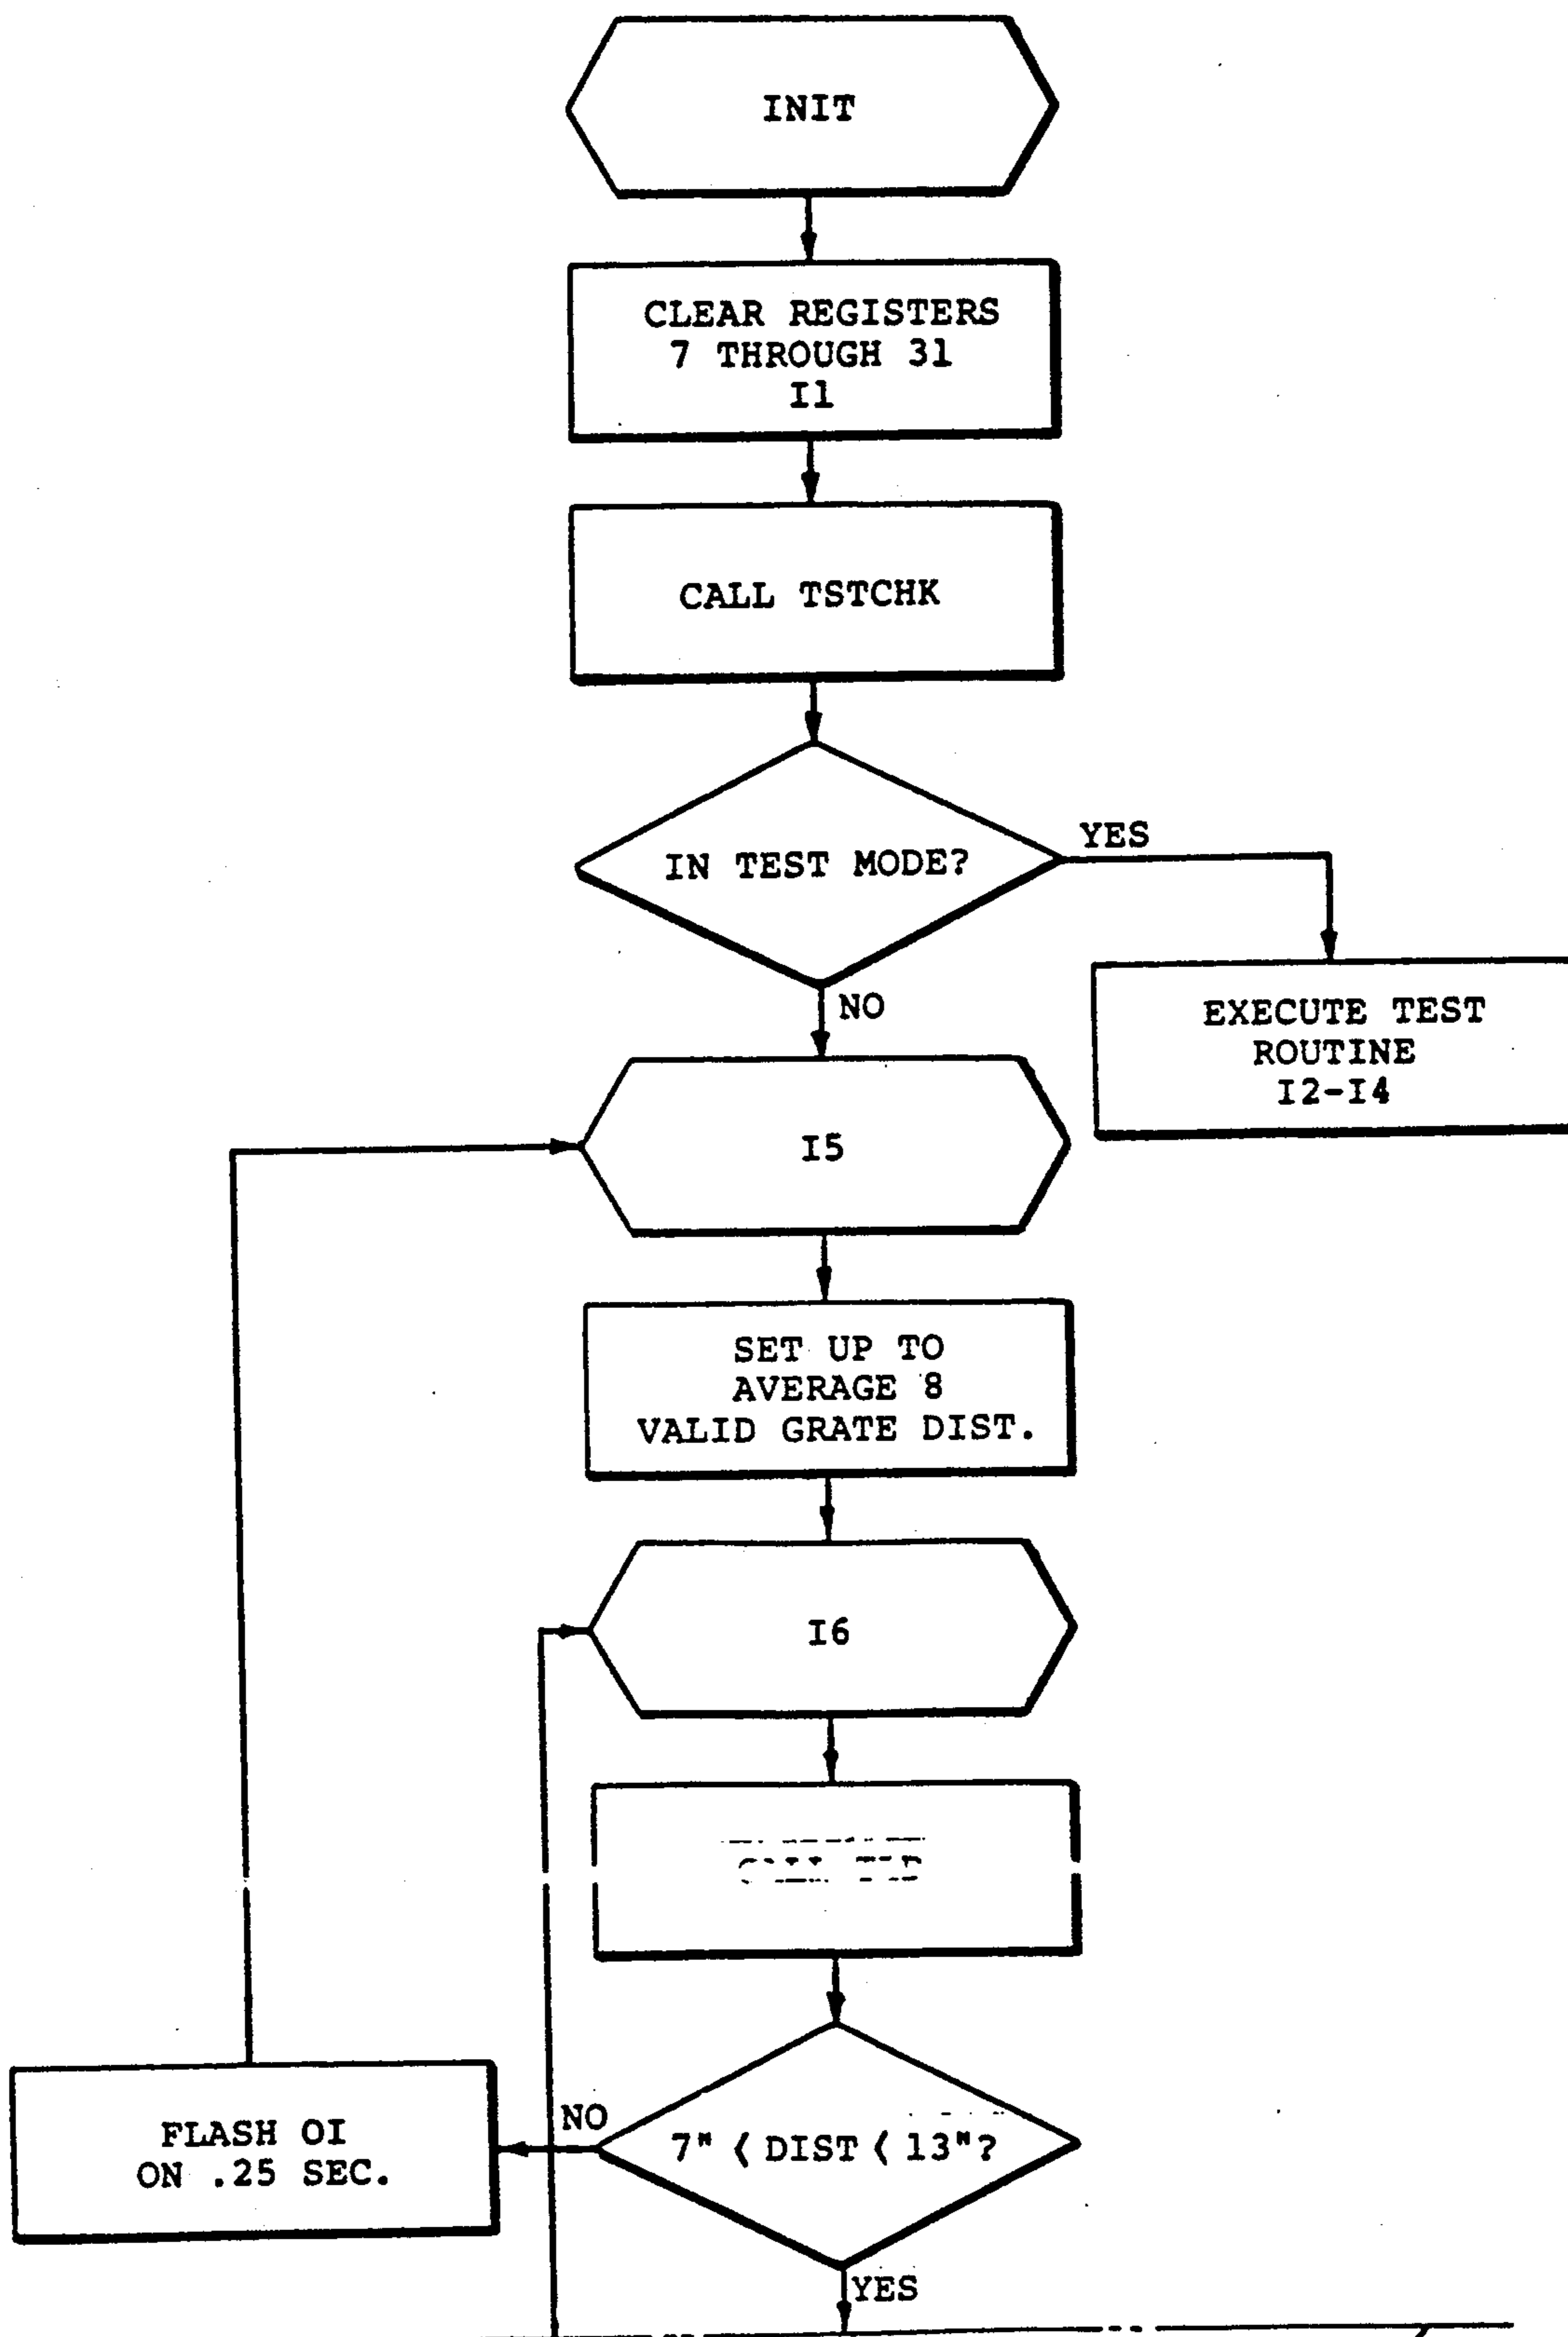 INIT
CLEAR REGISTERS
7 THROUGH 31
I1
CALL TSTCHK
IN TEST MODE?
YES
NO
EXECUTE TEST
ROUTINE
I2-I4
I5
SET UP TO
AVERAGE 8
VALID GRATE DIST.
I6
NO
7" < DIST < 13"?
FLASH OI
ON .25 SEC.
YES